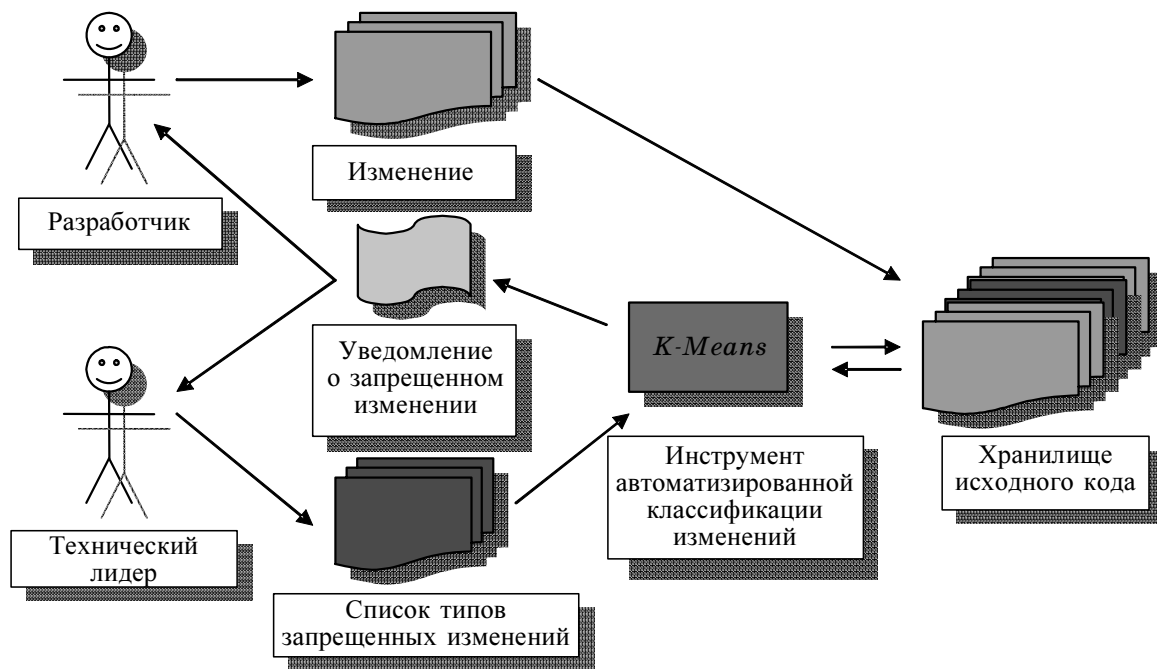 Изменение
Разработчик
K-Means
Уведомление
о запрещенном
изменении
Инструмент
автоматизированной
классификации
изменений
Хранилище
исходного кода
Технический
лидер
Список типов
запрещенных изменений